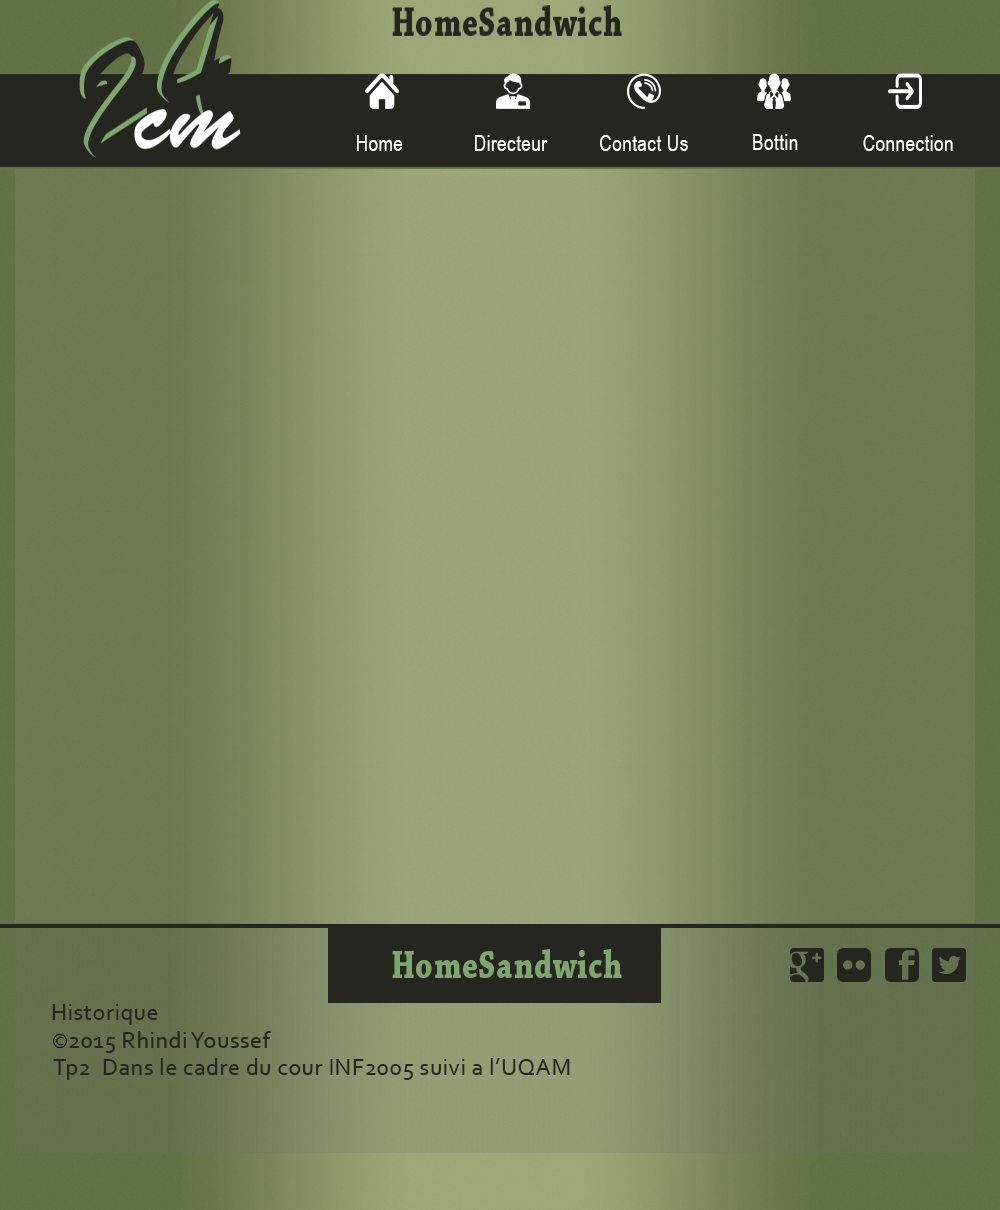 HomeSandwich
cm
Home Directeur Contact Us Bottin Connection
HomeSandwich
Historique
©2015 Rhindi Youssef
Tp2 Dans le cadre du cour INF2005 suivi a l’UQAM